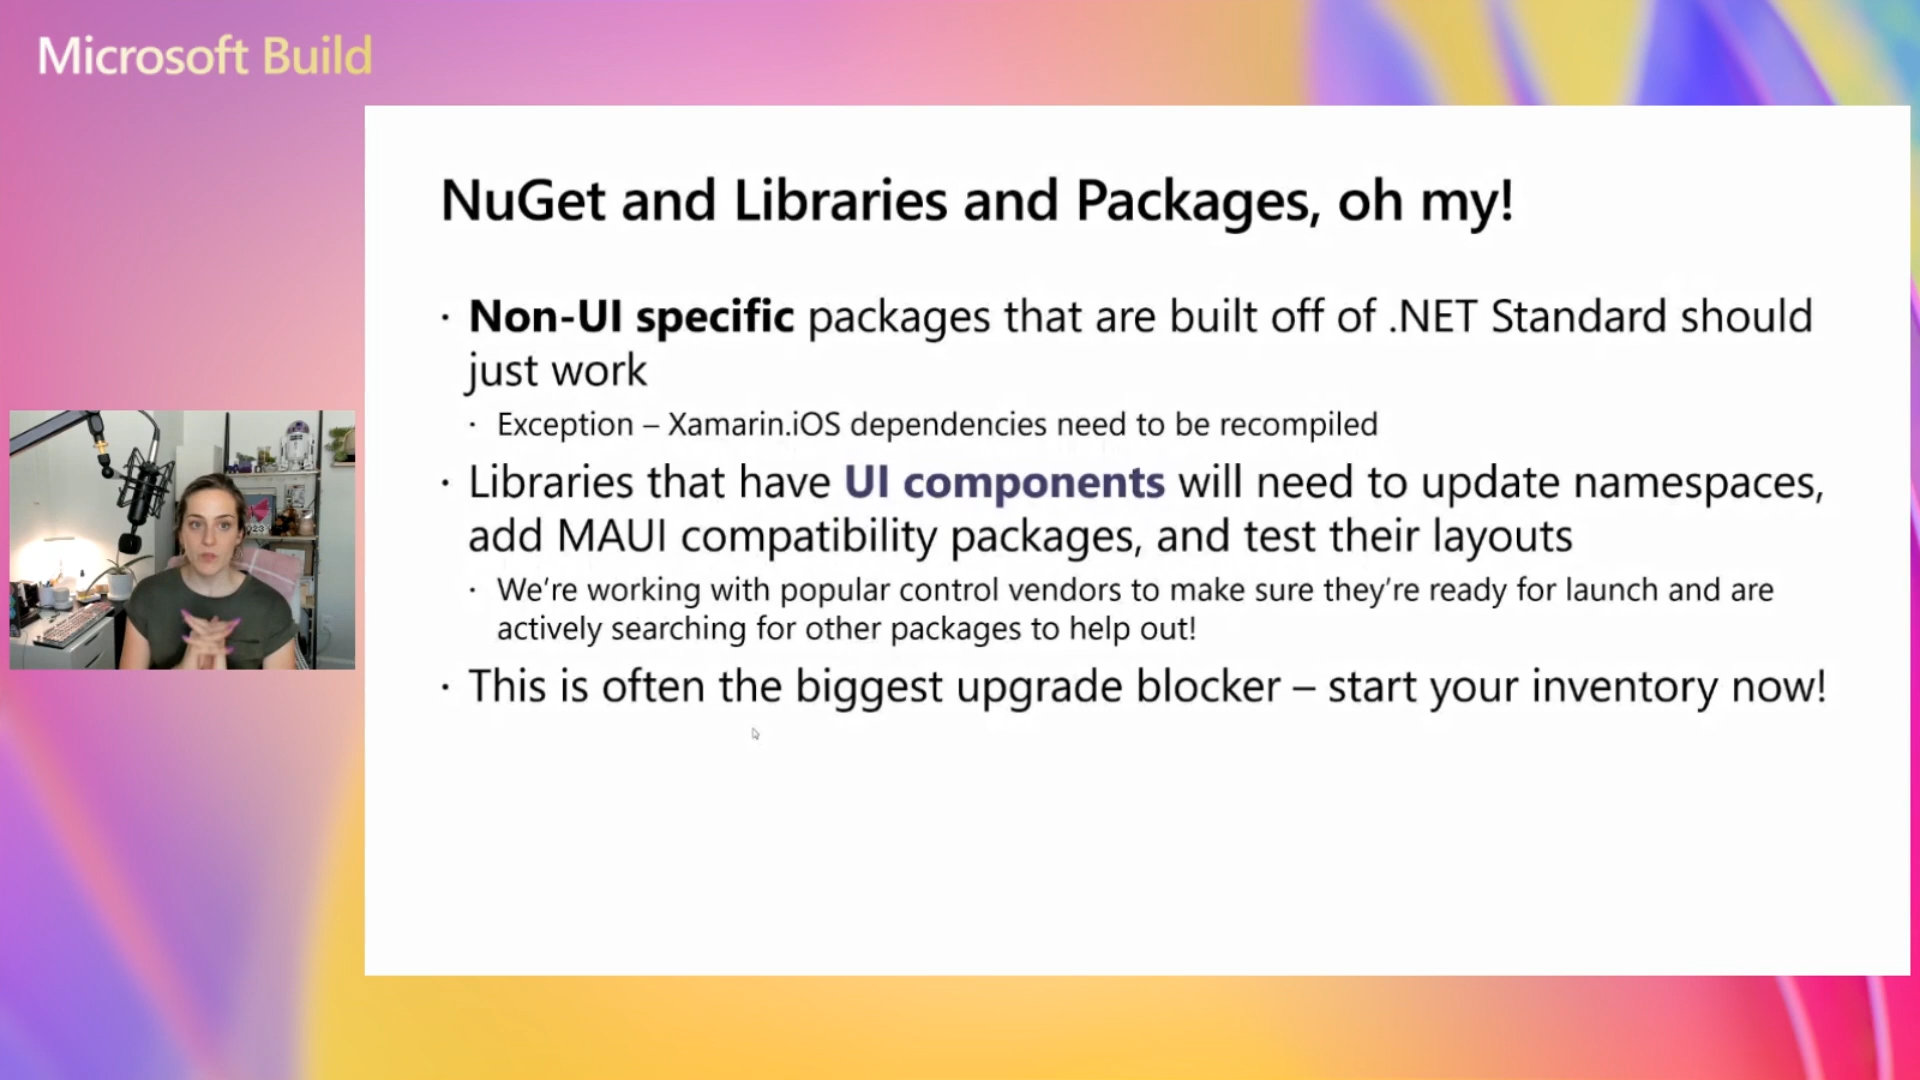 Microsoft Build
NuGet and Libraries and Packages, oh my!
· Non-UI specific packages that are built off of .NET Standard should
just work
· Exception – Xamarin.iOS dependencies need to be recompiled
· Libraries that have UI components will need to update namespaces,
add MAUI compatibility packages, and test their layouts
· We’re working with popular control vendors to make sure they’re ready for launch and are
actively searching for other packages to help out!
· This is often the biggest upgrade blocker – start your inventory now!